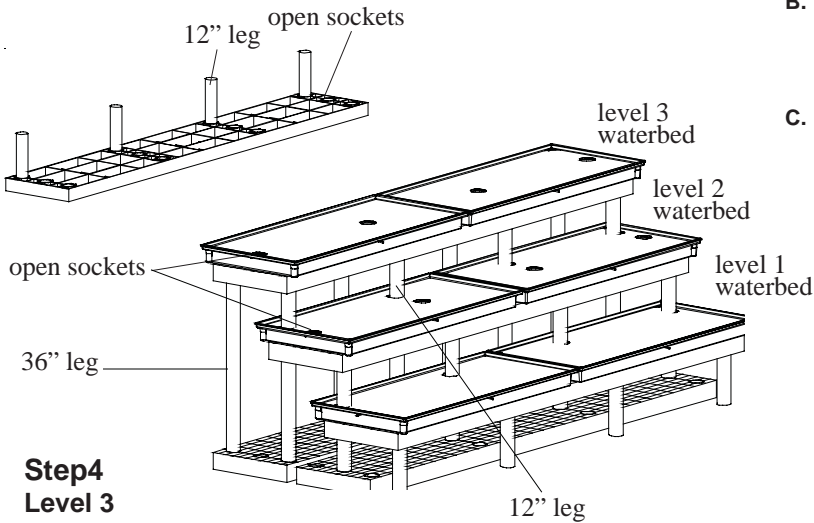 B.
open sockets
12” leg
C.
level 3
waterbed
level 2
waterbed
level 1
waterbed
open sockets
36” leg
Step4
Level 3
12” leg